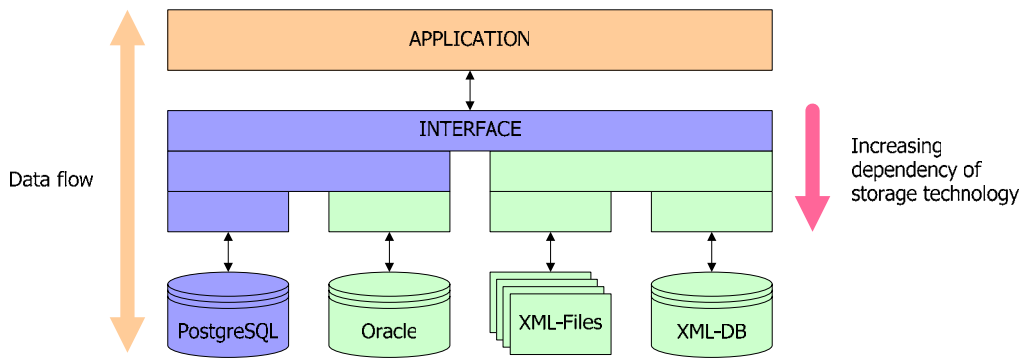 APPLICATION
INTERFACE
Data flow
Increasing
dependency of
storage technology
PostgreSQL
Oracle
XML-Files
XML-DB